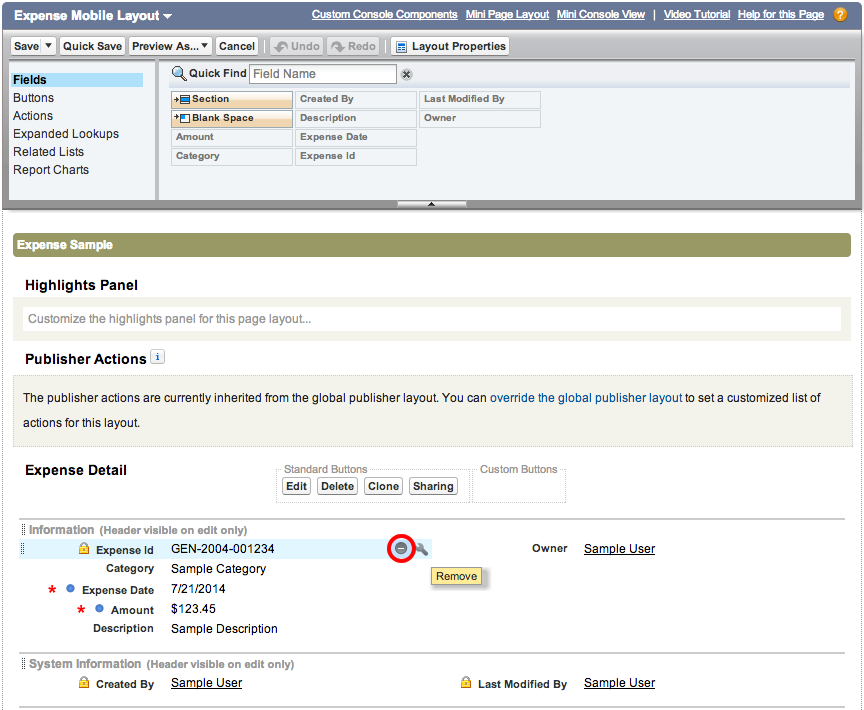 Expense Mobile Layout Custom Console Components Mini Page Layout Mini Console View | Video Tutorial Help for this Page ?
Save Quick Save Preview As... Cancel Undo Redo Layout Properties
Fields
Buttons
Actions
Expanded Lookups
Related Lists
Report Charts
Quick Find Field Name
Section Created By Last Modified By
Blank Space Description Owner
Amount Expense Date
Category Expense Id
Expense Sample
Highlights Panel
Customize the highlights panel for this page layout...
Publisher Actions i
The publisher actions are currently inherited from the global publisher layout. You can override the global publisher layout to set a customized list of
actions for this layout.
Expense Detail
Standard Buttons Custom Buttons
Edit Delete Clone Sharing
Information (Header visible on edit only)
Expense Id GEN-2004-001234 Owner Sample User
Category Sample Category
Remove
* Expense Date 7/21/2014
* Amount $123.45
Description Sample Description
System Information (Header visible on edit only)
Created By Sample User Last Modified By Sample User